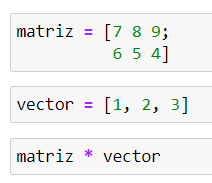 matriz = [7 8 9;
          6 5 4]
vector = [1, 2, 3]
matriz * vector